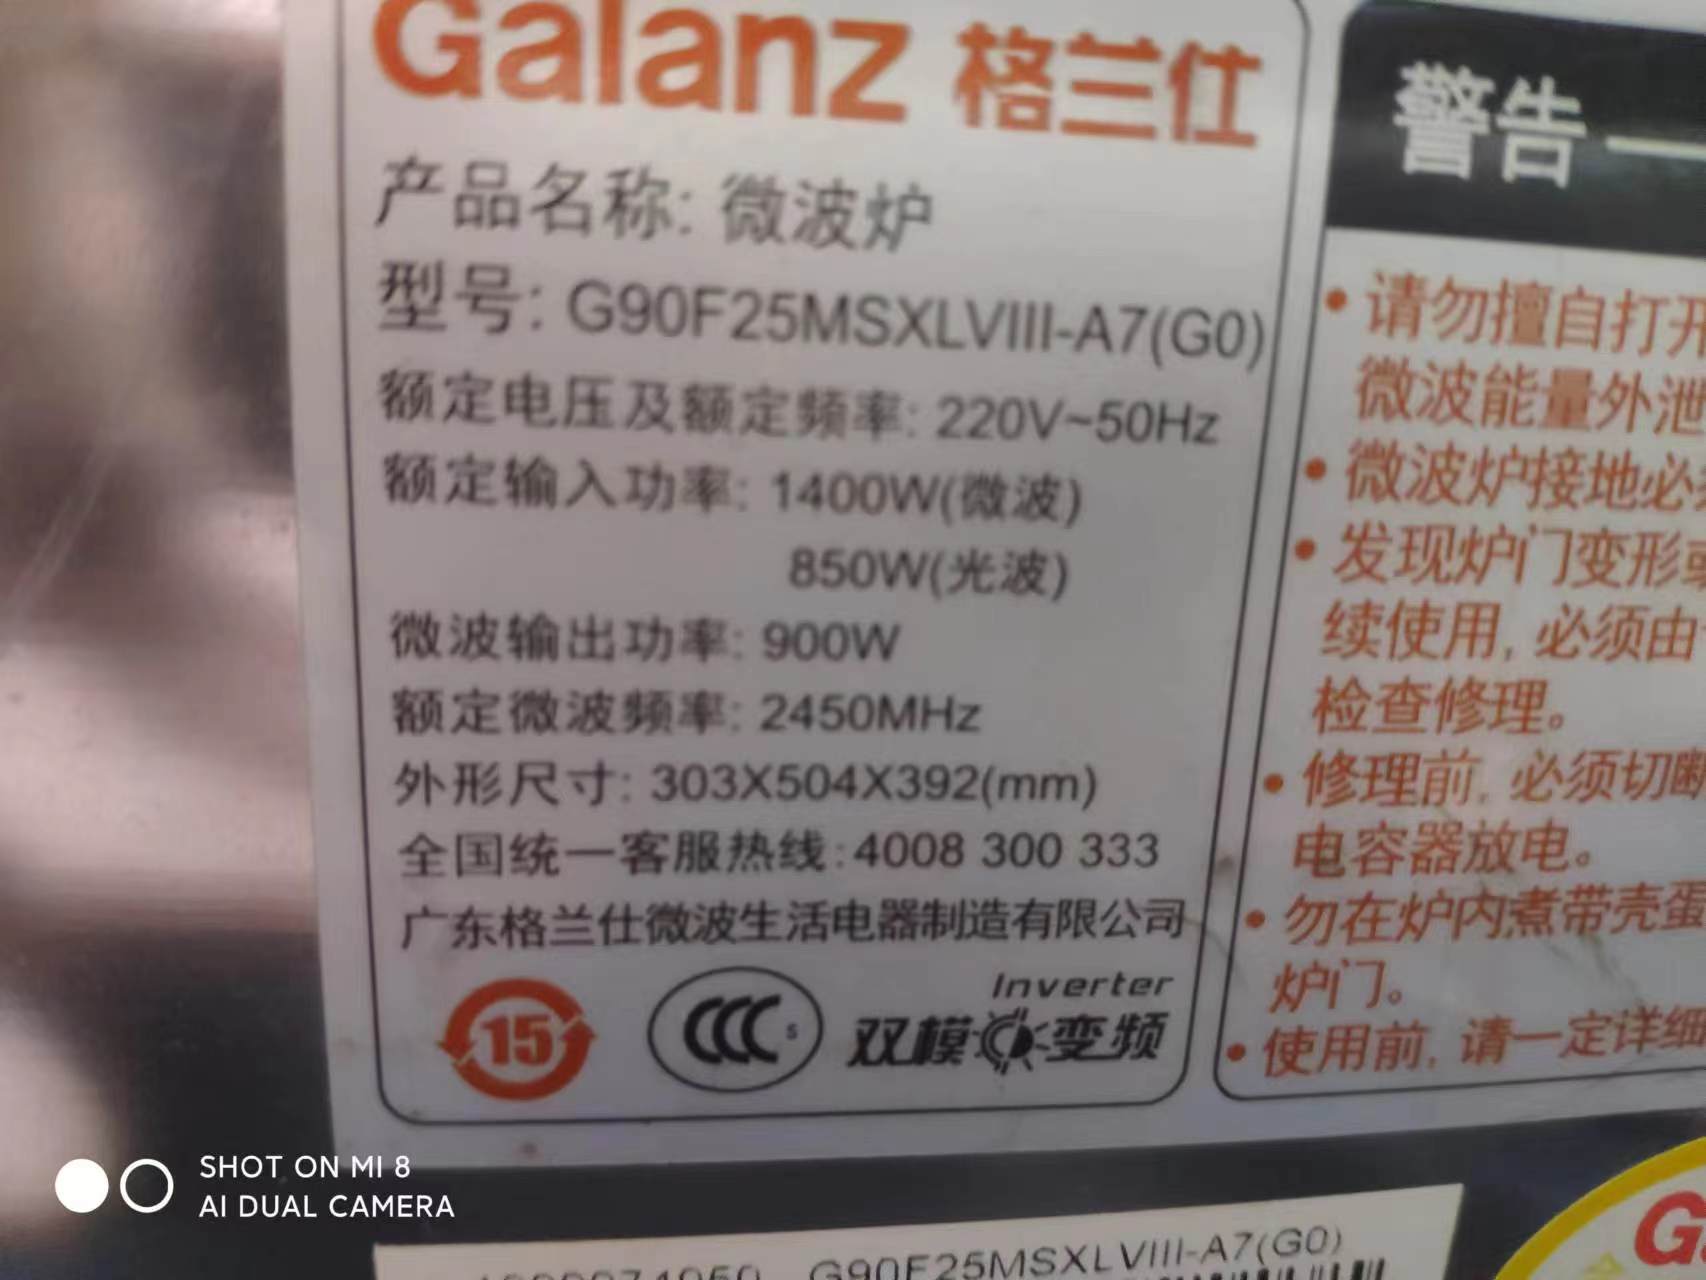 Galanz 格兰仕
产品名称: 微波炉
型号: G90F25MSXLVIII-A7(G0)
额定电压及额定频率: 220V~50Hz
额定输入功率: 1400W(微波)
850W(光波)
微波输出功率: 900W
额定微波频率: 2450MHz
外形尺寸: 303X504X392(mm)
全国统一客服热线:4008 300 333
广东格兰仕微波生活电器制造有限公司
15
CCC S
Inverter
双模 变频
警告
• 请勿擅自打开
微波能量外泄
• 微波炉接地必
• 发现炉门变形或
续使用, 必须由
检查修理。
• 修理前, 必须切断
电容器放电。
• 勿在炉内煮带壳蛋
炉门。
• 使用前, 请一定详细
G90F25MSXLVIII-A7(G0)
SHOT ON MI 8
AI DUAL CAMERA